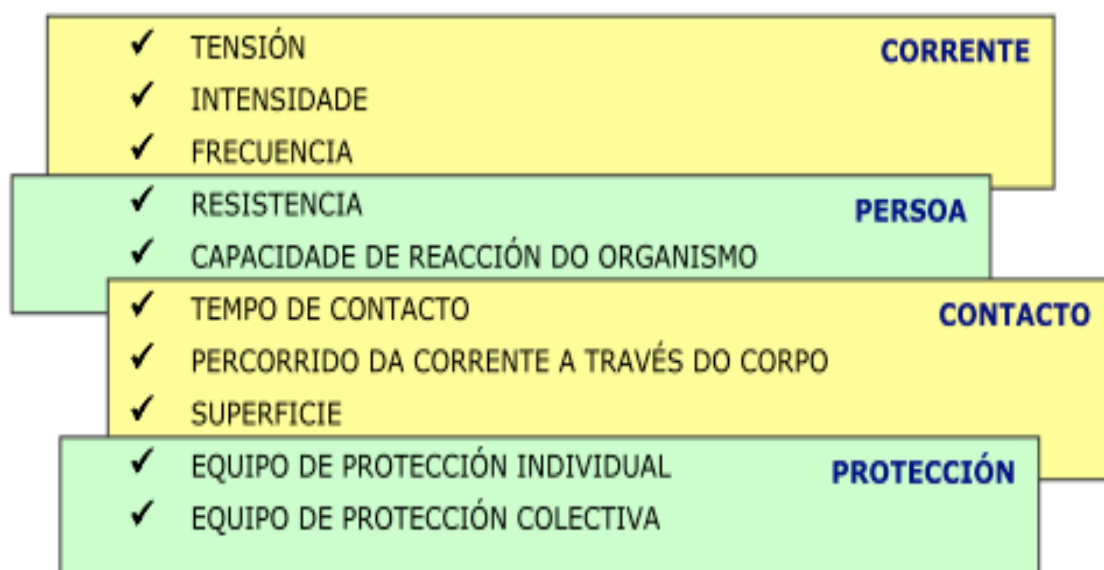 ✓ TENSIÓN
CORRENTE
✓ INTENSIDADE
✓ FRECUENCIA
✓ RESISTENCIA
PERSOA
✓ CAPACIDADE DE REACCIÓN DO ORGANISMO
✓ TEMPO DE CONTACTO
CONTACTO
✓ PERCORRIDO DA CORRENTE A TRAVÉS DO CORPO
✓ SUPERFICIE
✓ EQUIPO DE PROTECCIÓN INDIVIDUAL
PROTECCIÓN
✓ EQUIPO DE PROTECCIÓN COLECTIVA